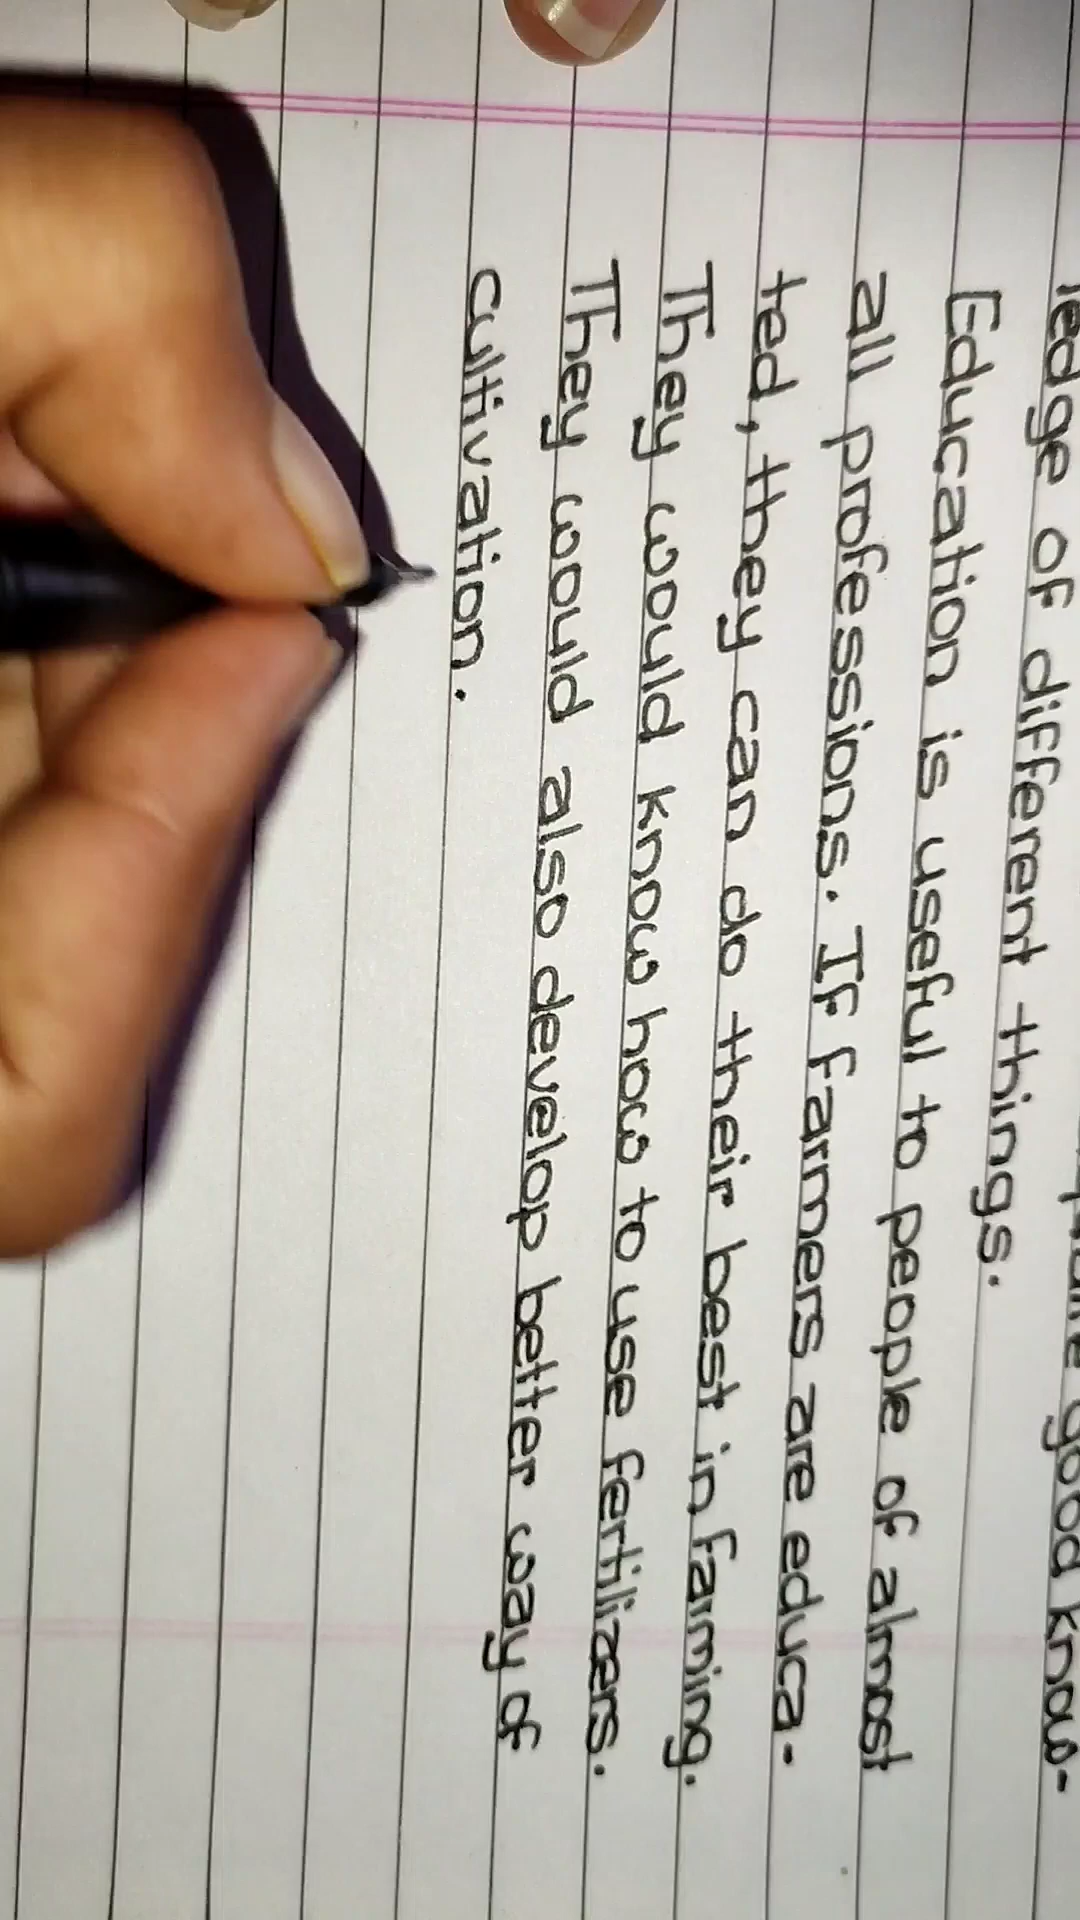 good know-
ledge of different things.
Education is useful to people of almost
all professions. If farmers are educa-
ted, they can do their best in farming.
They would know how to use fertilizers.
They would also develop better way of
cultivation.